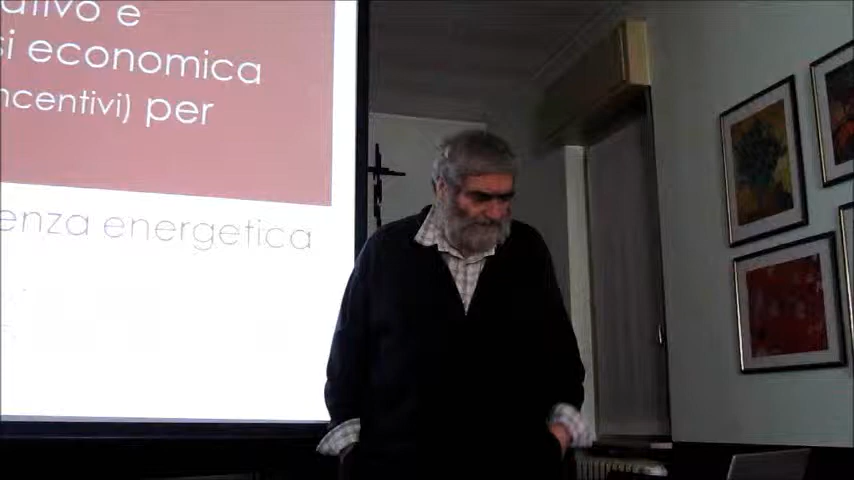 ativo e
si economica
ncentivi) per
enza energetica